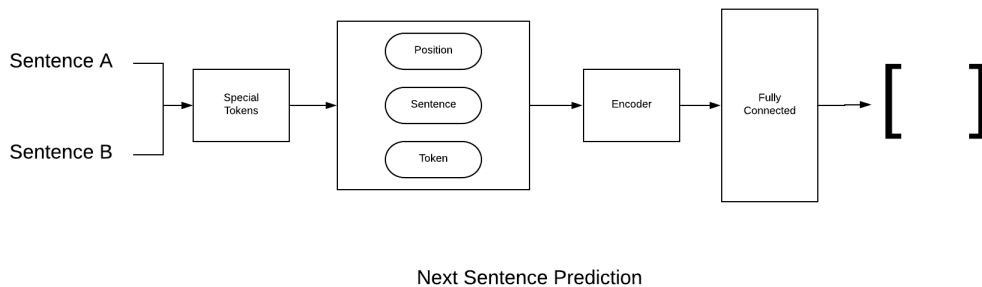 Sentence A
Sentence B
Special
Tokens
Position
Sentence
Token
Encoder
Fully
Connected
[ ]
Next Sentence Prediction